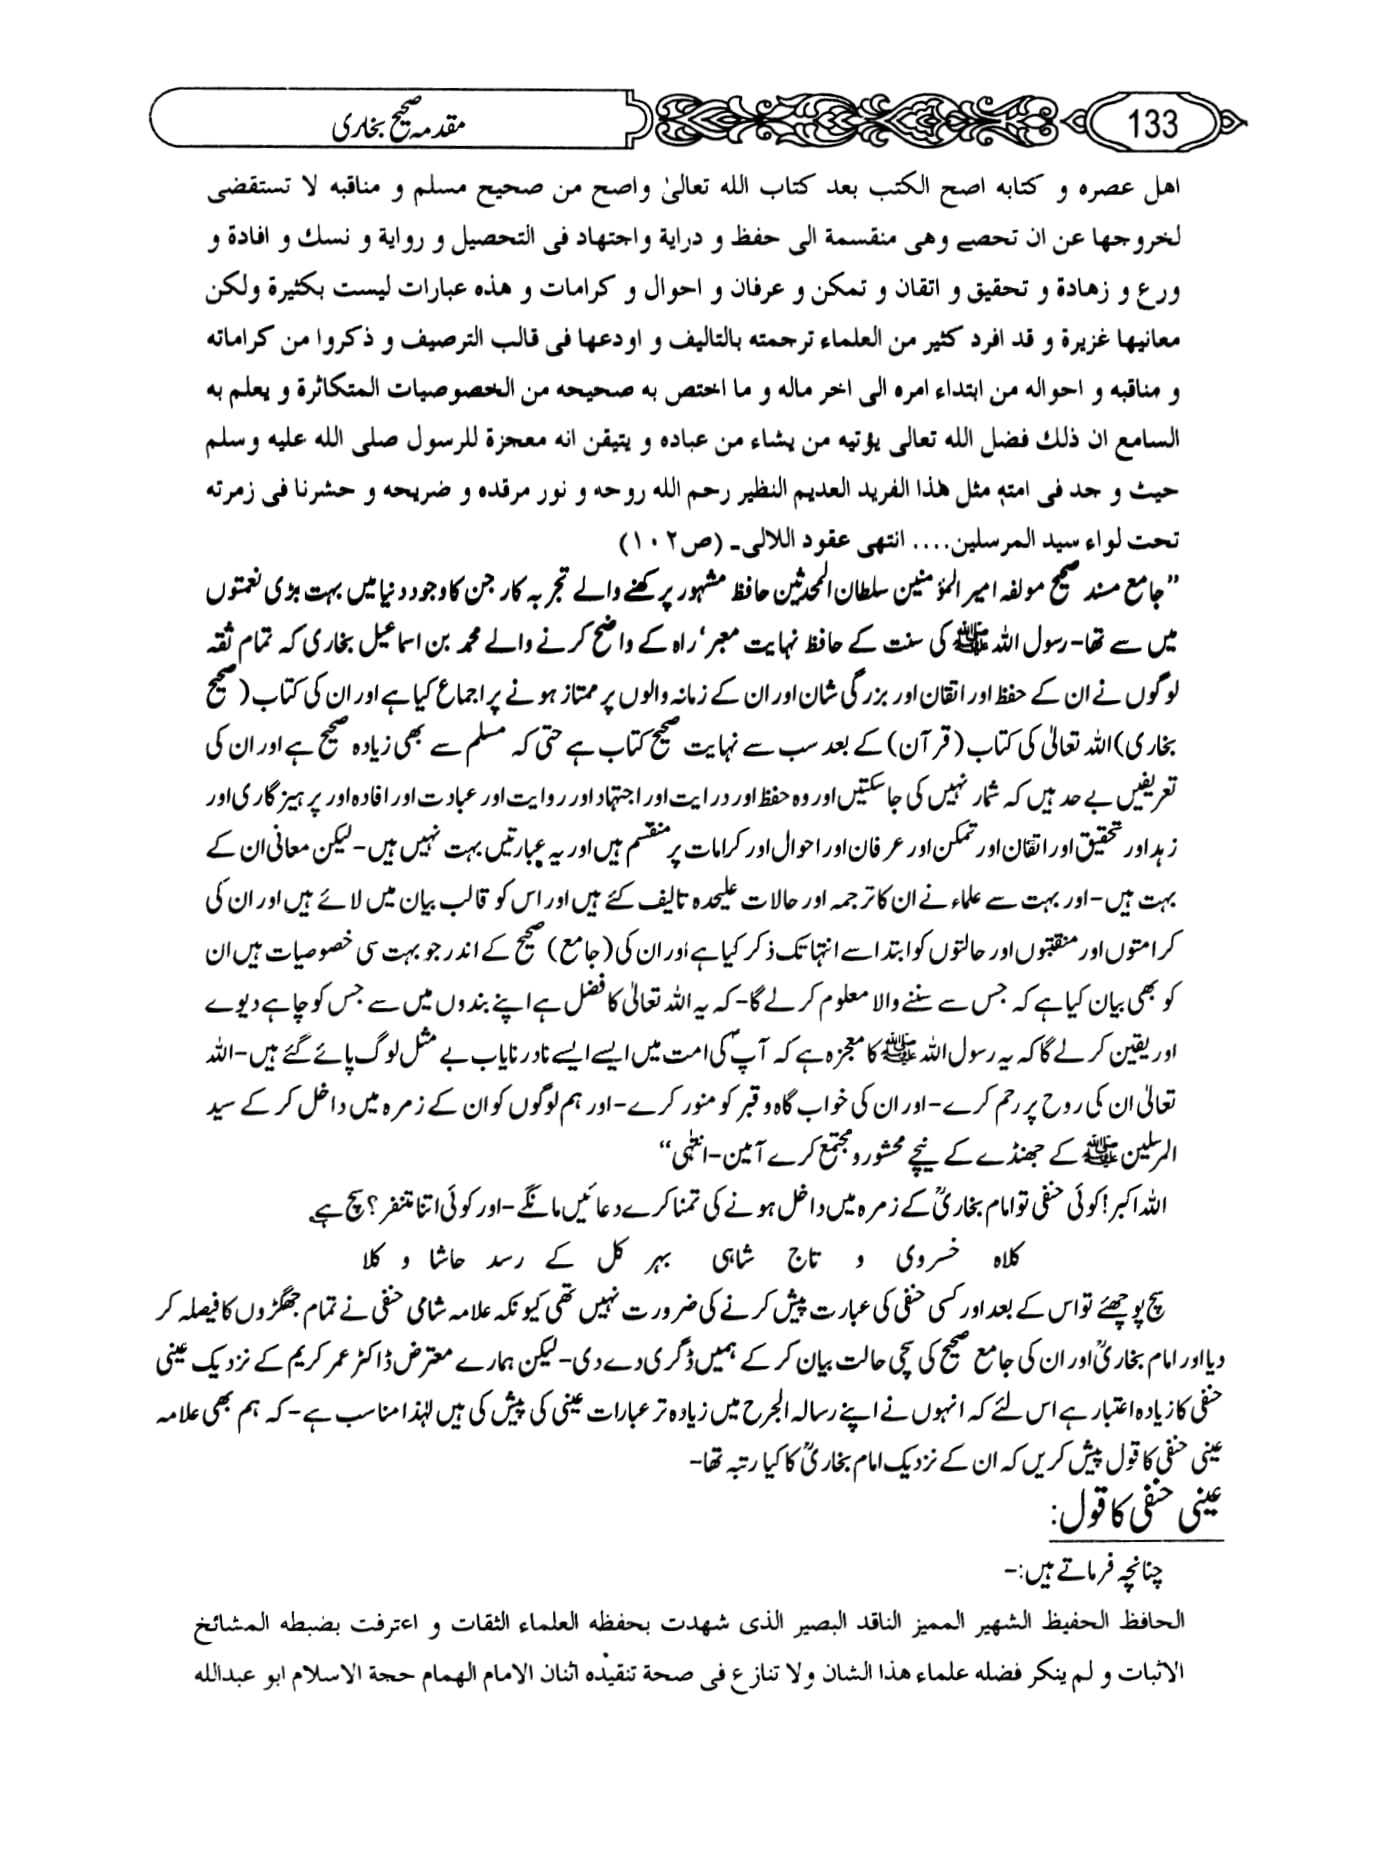 133
مقدمہ صحیح بخاری
اهل عصره و كتابه اصح الكتب بعد كتاب الله تعالىٰ واصح من صحيح مسلم و مناقبه لا تستقضى
لخروجها عن ان تحصے وهى منقسمة الى حفظ و دراية واجتهاد فى التحصيل و رواية و نسك و افادة و
ورع و زهادة و تحقيق و اتقان و تمكن و عرفان و احوال و كرامات و هذه عبارات ليست بكثيرة ولكن
معانيها غزيرة و قد افرد كثير من العلماء ترجمته بالتاليف و اودعها فى قالب الترصيف و ذكروا من كراماته
و مناقبه و احواله من ابتداء امره الى اخر ماله و ما اختص به صحيحه من الخصوصيات المتكاثرة و يعلم به
السامع ان ذلك فضل الله تعالى يؤتيه من يشاء من عباده و يتيقن انه معجزة للرسول صلى الله عليه وسلم
حيث و جد فى امتهٖ مثل هذا الفريد العديم النظير رحم الله روحه و نور مرقده و ضريحه و حشرنا فى زمرته
تحت لواء سيد المرسلين.... انتهى عقود اللالى۔ (ص۱۰۲)
”جامع مسند صحیح مولفہ امیر المؤمنین سلطان المحدثین حافظ مشہور پرکھنے والے تجربہ کار جن کا وجود دنیا میں بہت بڑی نعمتوں
میں سے تھا-رسول اللہ ﷺ کی سنت کے حافظ نہایت معبر‘ راہ کے واضح کرنے والے محمد بن اسماعیل بخاری کہ تمام ثقہ
لوگوں نے ان کے حفظ اور اتقان اور بزرگی شان اور ان کے زمانہ والوں پر ممتاز ہونے پر اجماع کیا ہے اور ان کی کتاب (صحیح
بخاری) اللہ تعالیٰ کی کتاب (قرآن) کے بعد سب سے نہایت صحیح کتاب ہے حتی کہ مسلم سے بھی زیادہ صحیح ہے اور ان کی
تعریفیں بے حد ہیں کہ شمار نہیں کی جا سکتیں اور وہ حفظ اور درایت اور اجتہاد اور روایت اور عبادت اور افادہ اور پرہیزگاری اور
زہد اور تحقیق اور اتقان اور تمکن اور عرفان اور احوال اور کرامات پر منقسم ہیں اور یہ عبارتیں بہت نہیں ہیں-لیکن معانی ان کے
بہت ہیں-اور بہت سے علماء نے ان کا ترجمہ اور حالات علیحدہ تالیف کئے ہیں اور اس کو قالب بیان میں لائے ہیں اور ان کی
کرامتوں اور منقبتوں اور حالتوں کو ابتدا سے انتہا تک ذکر کیا ہے اور ان کی (جامع) صحیح کے اندر جو بہت سی خصوصیات ہیں ان
کو بھی بیان کیا ہے کہ جس سے سننے والا معلوم کر لے گا-کہ یہ اللہ تعالیٰ کا فضل ہے اپنے بندوں میں سے جس کو چاہے دیوے
اور یقین کر لے گا کہ یہ رسول اللہ ﷺ کا معجزہ ہے کہ آپؐ کی امت میں ایسے ایسے نادر نایاب بے مثل لوگ پائے گئے ہیں-اللہ
تعالیٰ ان کی روح پر رحم کرے-اور ان کی خواب گاہ و قبر کو منور کرے-اور ہم لوگوں کو ان کے زمرہ میں داخل کر کے سید
المرسلین ﷺ کے جھنڈے کے نیچے محشور و مجتمع کرے آمین-انتہٰی“
اللہ اکبر! کوئی حنفی تو امام بخاریؒ کے زمرہ میں داخل ہونے کی تمنا کرے دعائیں مانگے-اور کوئی اتنا متنفر؟ سچ ہے
کلاہ خسروی و تاج شاہی بہر کل کے رسد حاشا و کلا
سچ پوچھئے تو اس کے بعد اور کسی حنفی کی عبارت پیش کرنے کی ضرورت نہیں تھی کیونکہ علامہ شامی حنفی نے تمام جھگڑوں کا فیصلہ کر
دیا اور امام بخاریؒ اور ان کی جامع صحیح کی سچی حالت بیان کر کے ہمیں ڈگری دے دی-لیکن ہمارے معترض ڈاکٹر عمر کریم کے نزدیک عینی
حنفی کا زیادہ اعتبار ہے اس لئے کہ انہوں نے اپنے رسالہ الجرح میں زیادہ تر عبارات عینی کی پیش کی ہیں لہٰذا مناسب ہے-کہ ہم بھی علامہ
عینی حنفی کا قول پیش کریں کہ ان کے نزدیک امام بخاریؒ کا کیا رتبہ تھا-
عینی حنفی کا قول:
چنانچہ فرماتے ہیں:-
الحافظ الحفيظ الشهير المميز الناقد البصير الذى شهدت بحفظه العلماء الثقات و اعترفت بضبطه المشائخ
الاثبات و لم ينكر فضله علماء هذا الشان ولا تنازع فى صحة تنقيده اثنان الامام الهمام حجة الاسلام ابو عبدالله